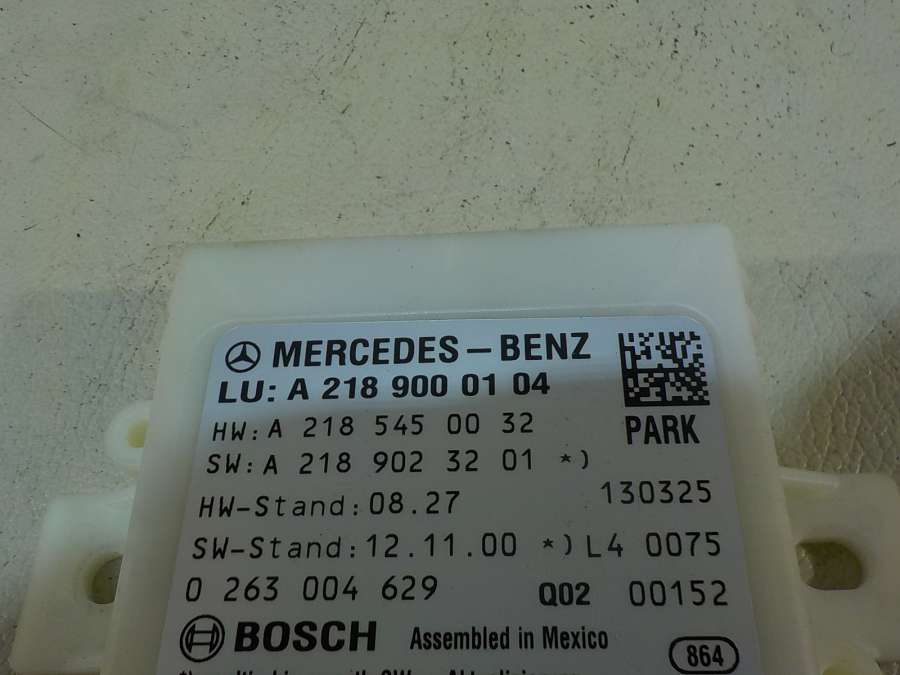 MERCEDES-BENZ
LU: A 218 900 01 04
PARK
HW: A 218 545 00 32
SW: A 218 902 32 01 *)
HW-Stand: 08.27 130325
SW-Stand: 12.11.00 *) L4 0075
0 263 004 629 Q02 00152
BOSCH Assembled in Mexico 864